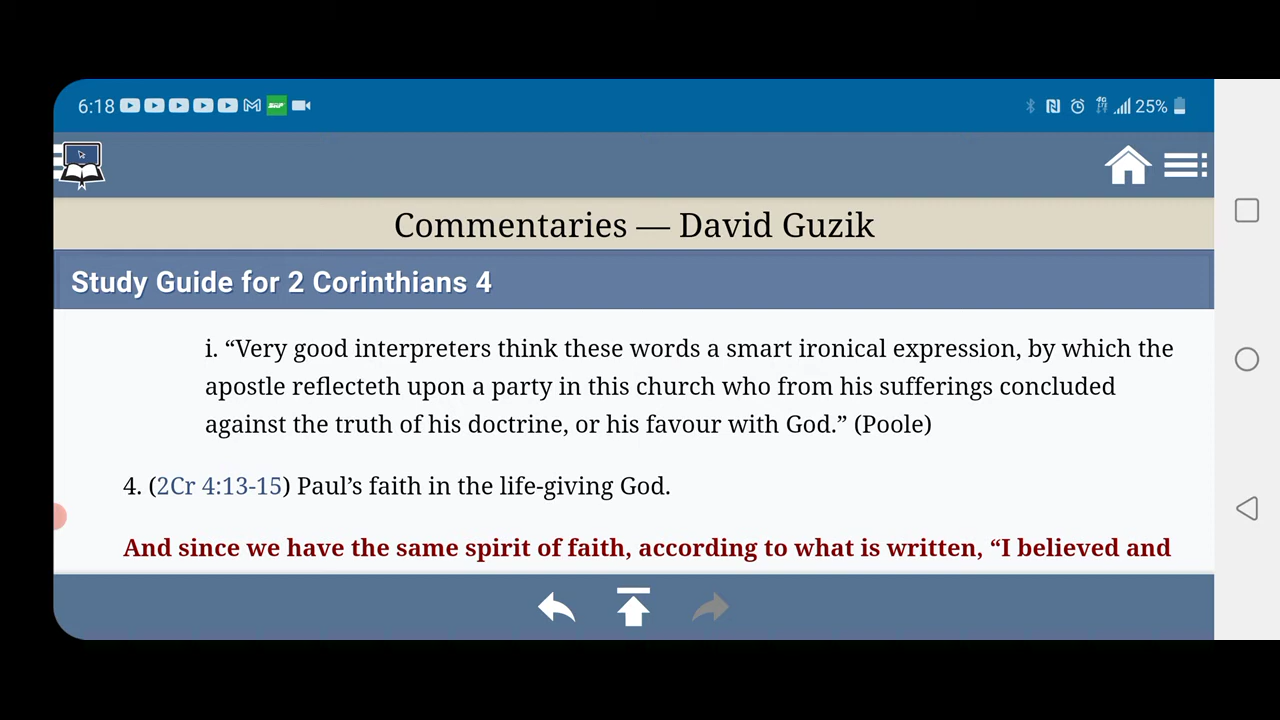 6:18
25%
Commentaries — David Guzik
Study Guide for 2 Corinthians 4
i. “Very good interpreters think these words a smart ironical expression, by which the
apostle reflecteth upon a party in this church who from his sufferings concluded
against the truth of his doctrine, or his favour with God.” (Poole)
4. (2Cr 4:13-15) Paul’s faith in the life-giving God.
And since we have the same spirit of faith, according to what is written, “I believed and